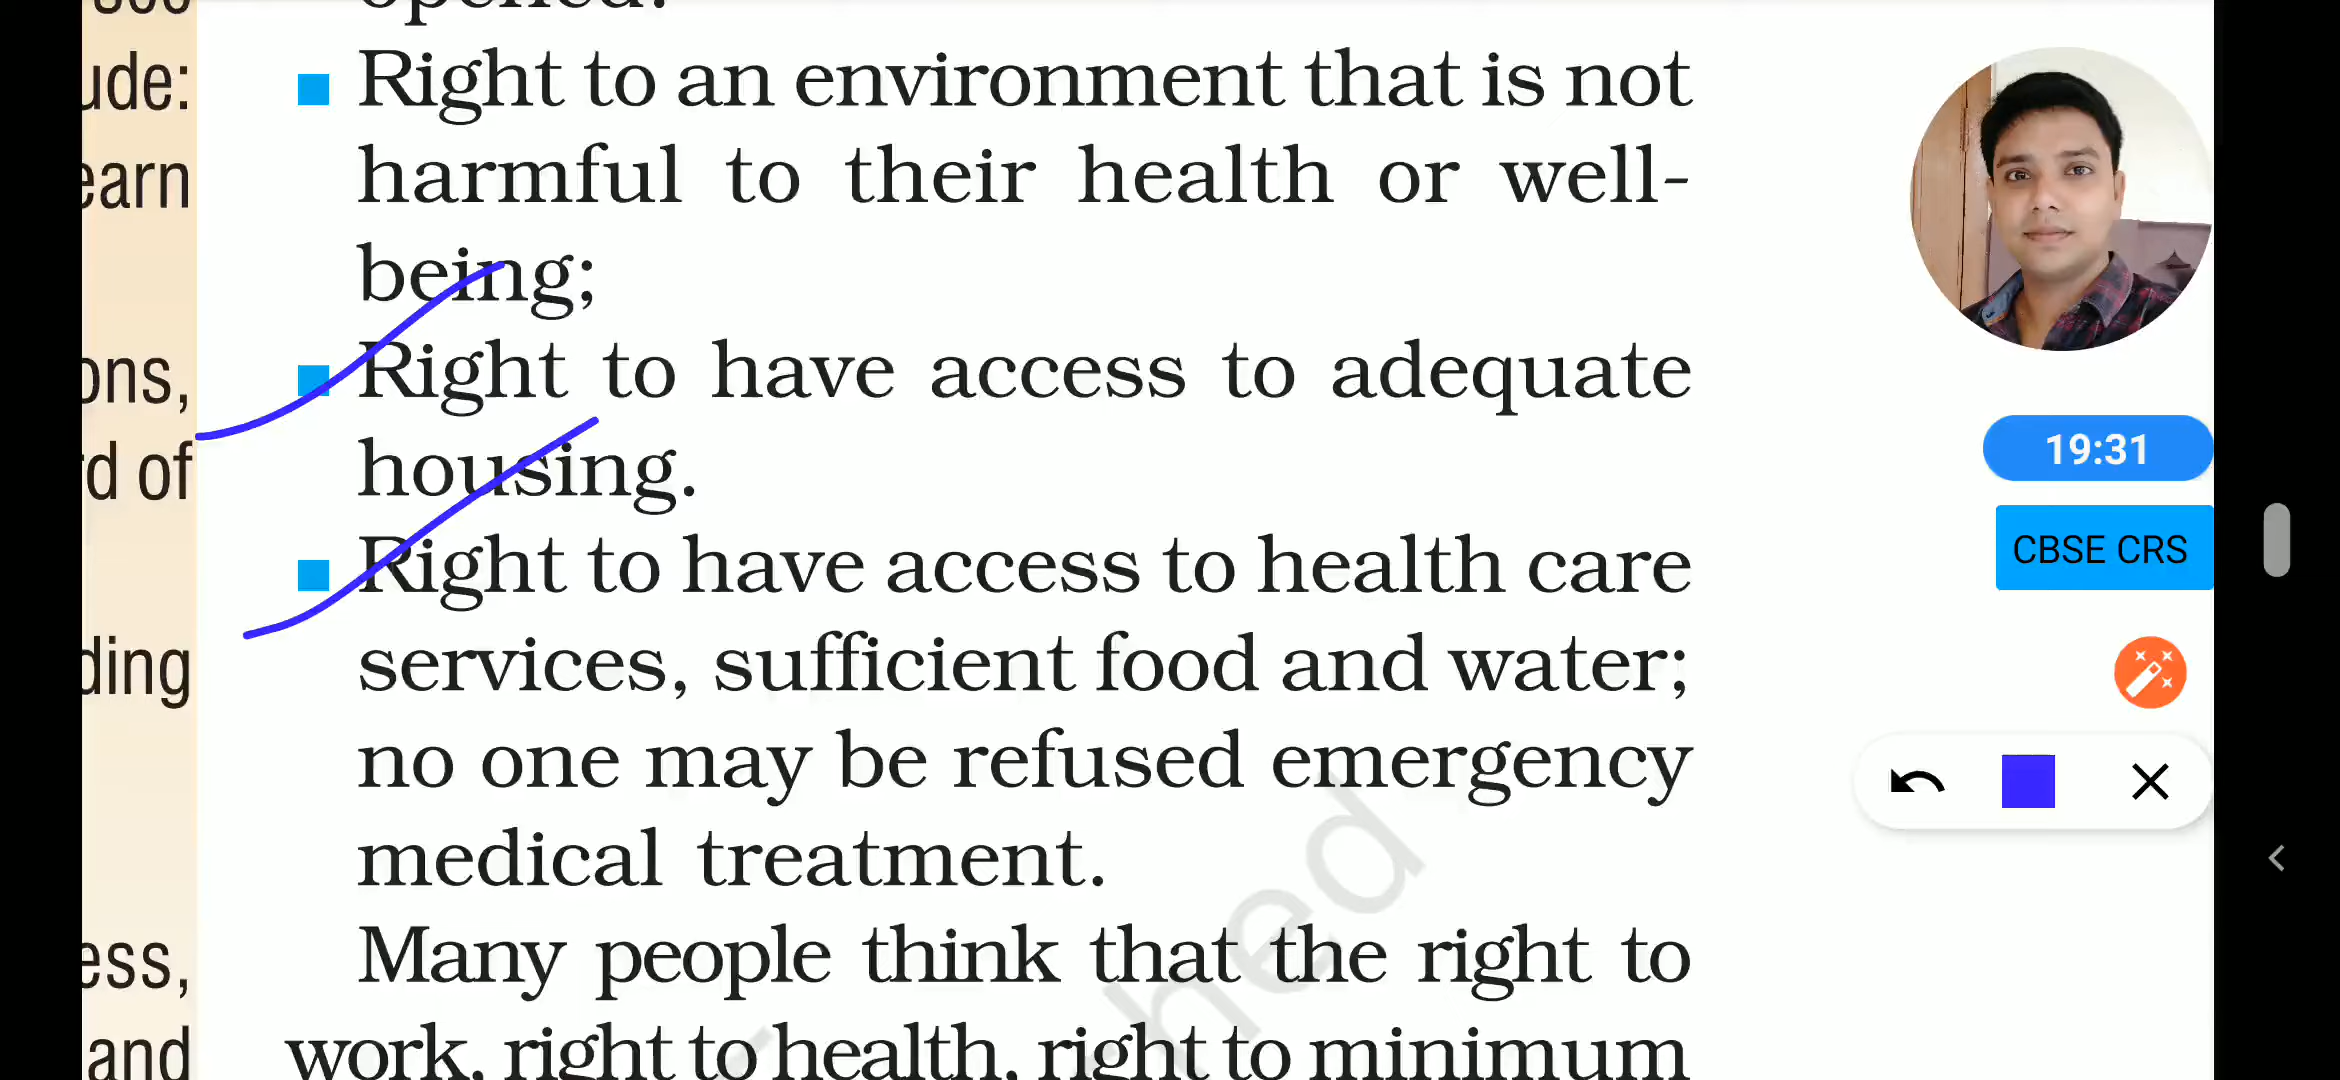 opened.
ude:
earn
ons,
d of
ding
ess,
and
Right to an environment that is not
harmful to their health or well-
being;
Right to have access to adequate
housing.
Right to have access to health care
services, sufficient food and water;
no one may be refused emergency
medical treatment.
Many people think that the right to
work, right to health, right to minimum
hed
19:31
CBSE CRS